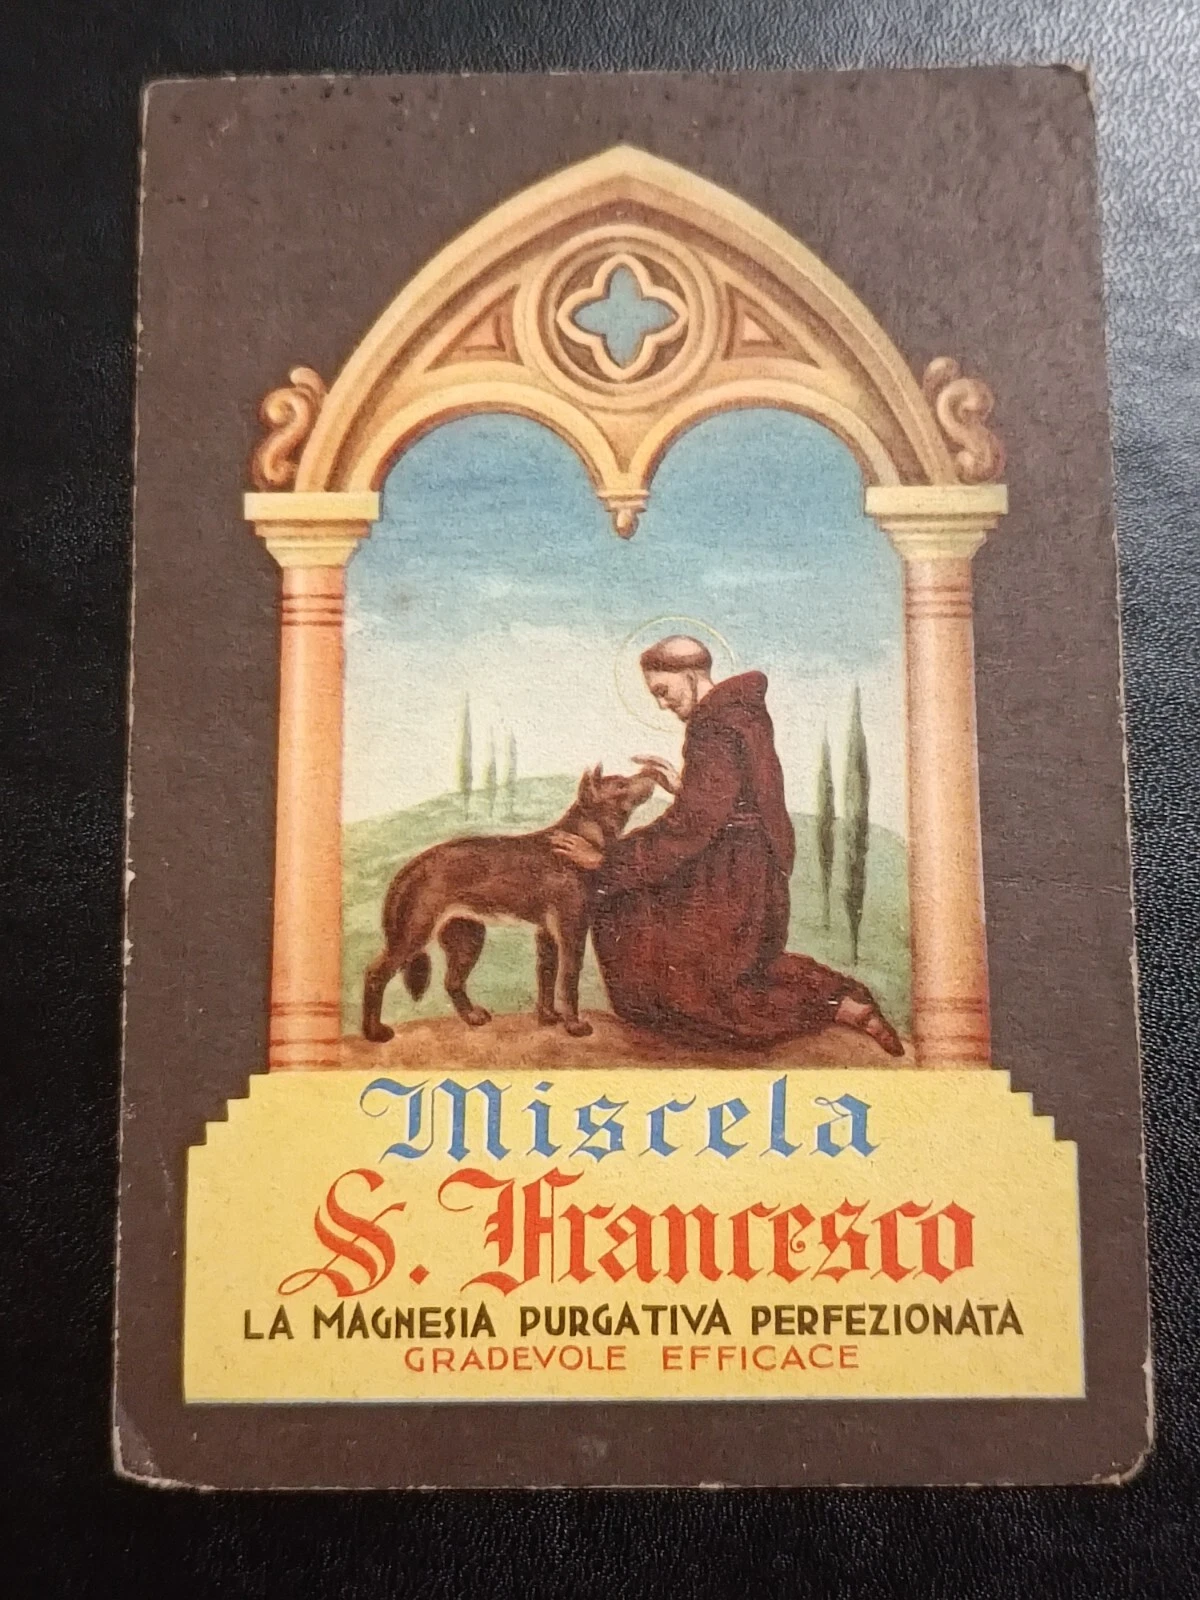 Miscela
S. Francesco
LA MAGNESIA PURGATIVA PERFEZIONATA
GRADEVOLE EFFICACE